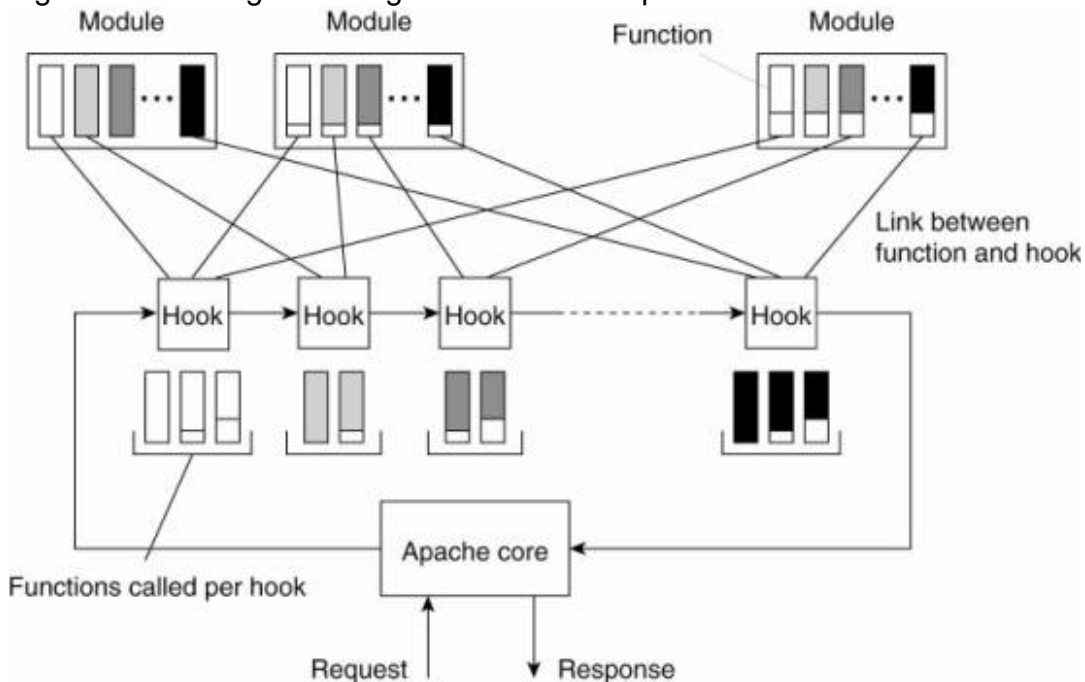 Module
Module
Function
Module
Link between
function and hook
Hook
Hook
Hook
Hook
Apache core
Functions called per hook
Request
Response